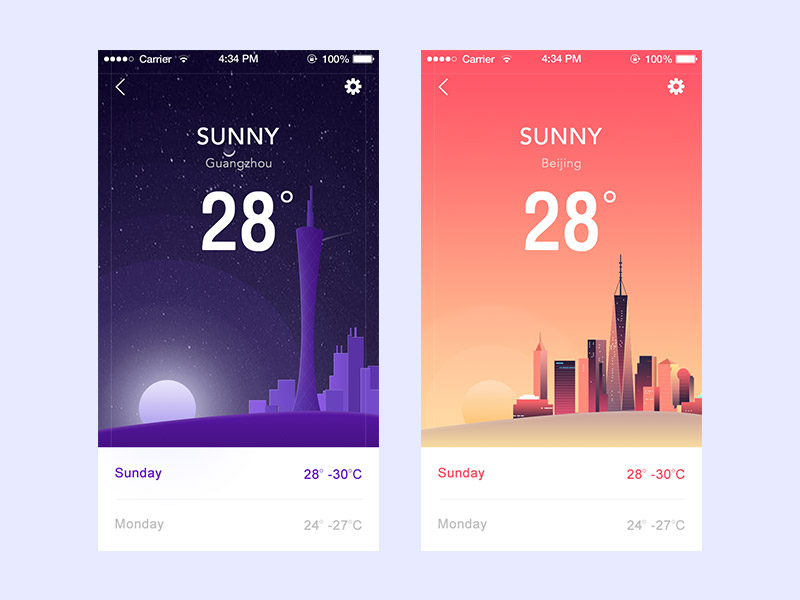 Carrier 4:34 PM 100%
SUNNY
Guangzhou
28°
Sunday 28° -30°C
Monday 24° -27°C
Carrier 4:34 PM 100%
SUNNY
Beijing
28°
Sunday 28° -30°C
Monday 24° -27°C